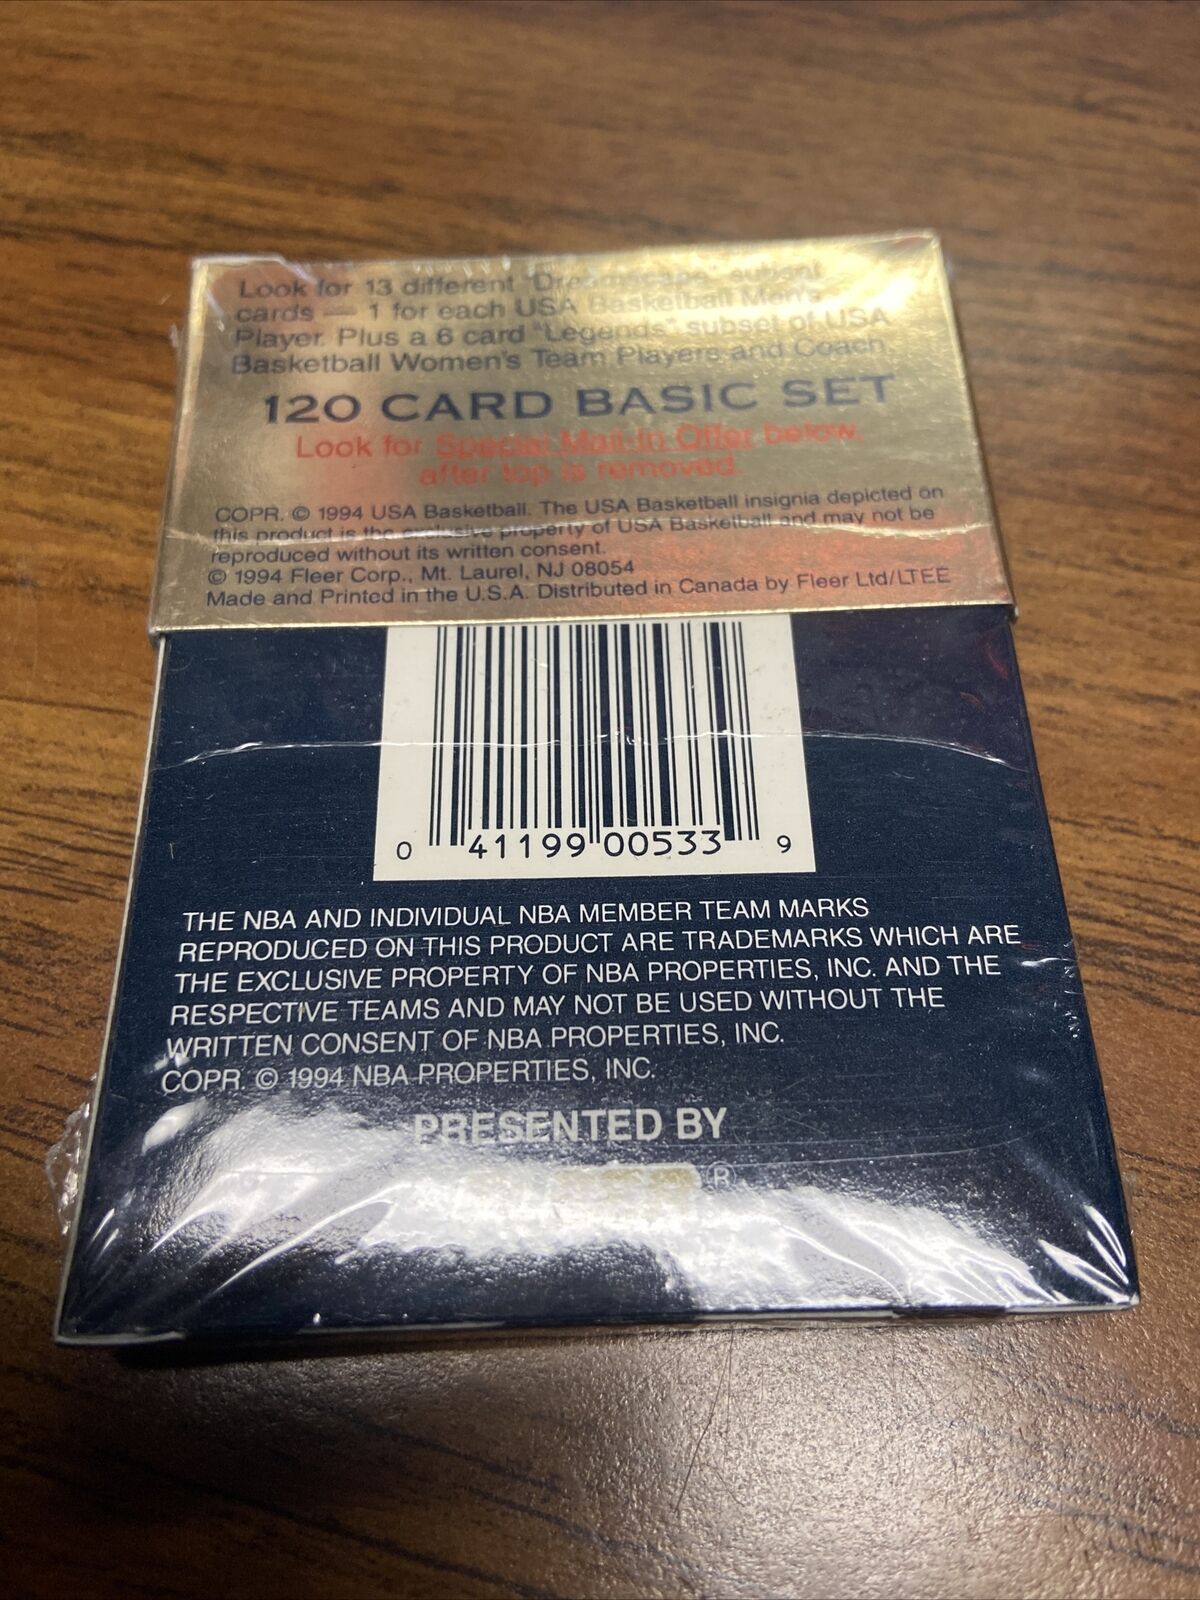 Look for 13 different "Dreamscape" subset
cards — 1 for each USA Basketball Men's
Player. Plus a 6 card "Legends" subset of USA
Basketball Women's Team Players and Coach.
120 CARD BASIC SET
Look for Special Mail-In Offer below,
after top is removed.
COPR. © 1994 USA Basketball. The USA Basketball insignia depicted on
this product is the exclusive property of USA Basketball and may not be
reproduced without its written consent.
© 1994 Fleer Corp., Mt. Laurel, NJ 08054
Made and Printed in the U.S.A. Distributed in Canada by Fleer Ltd/LTEE
0 41199 00533 9
THE NBA AND INDIVIDUAL NBA MEMBER TEAM MARKS
REPRODUCED ON THIS PRODUCT ARE TRADEMARKS WHICH ARE
THE EXCLUSIVE PROPERTY OF NBA PROPERTIES, INC. AND THE
RESPECTIVE TEAMS AND MAY NOT BE USED WITHOUT THE
WRITTEN CONSENT OF NBA PROPERTIES, INC.
COPR. © 1994 NBA PROPERTIES, INC.
PRESENTED BY
®